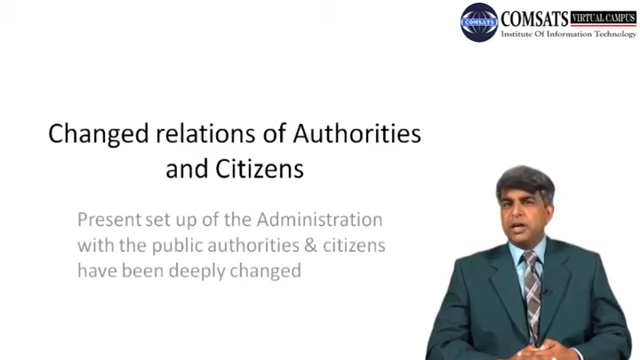 COMSATS VIRTUAL CAMPUS
Institute Of Information Technology
Changed relations of Authorities
and Citizens
Present set up of the Administration
with the public authorities & citizens
have been deeply changed